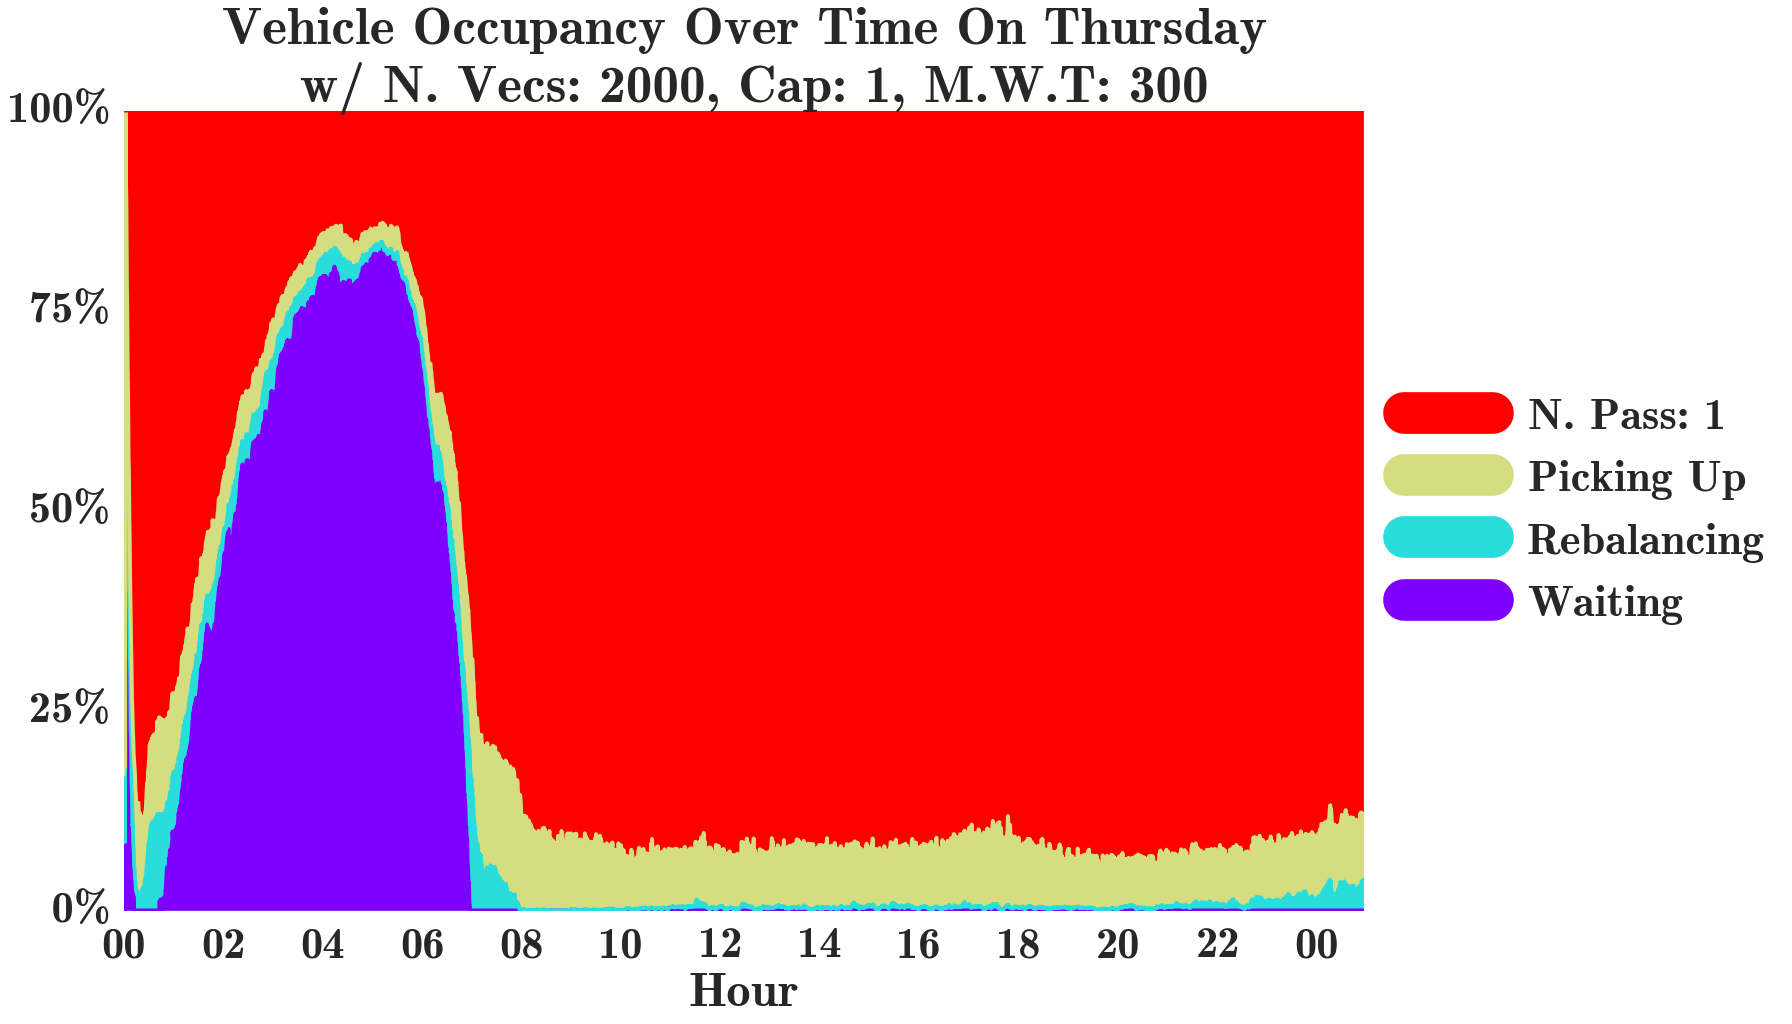 Vehicle Occupancy Over Time On Thursday
w/ N. Vecs: 2000, Cap: 1, M.W.T: 300
100%
75%
50%
25%
0%
00 02 04 06 08 10 12 14 16 18 20 22 00
Hour
N. Pass: 1
Picking Up
Rebalancing
Waiting